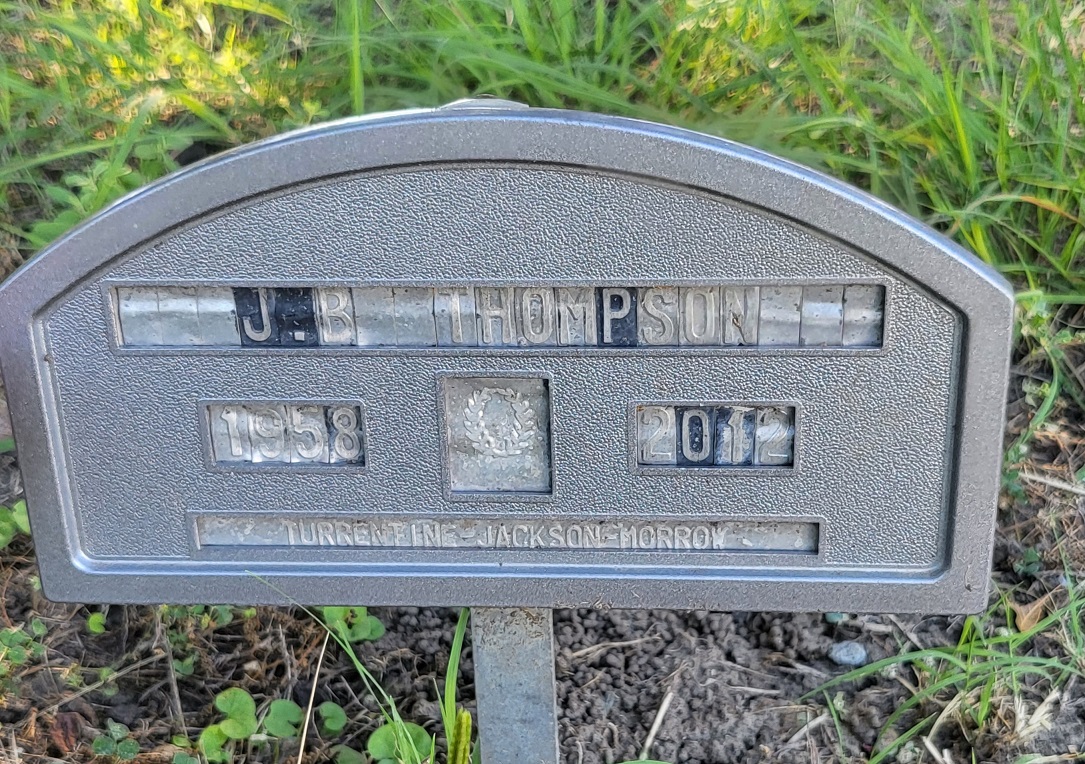 J.B THOMPSON
1958 2012
TURRENTINE-JACKSON-MORROW